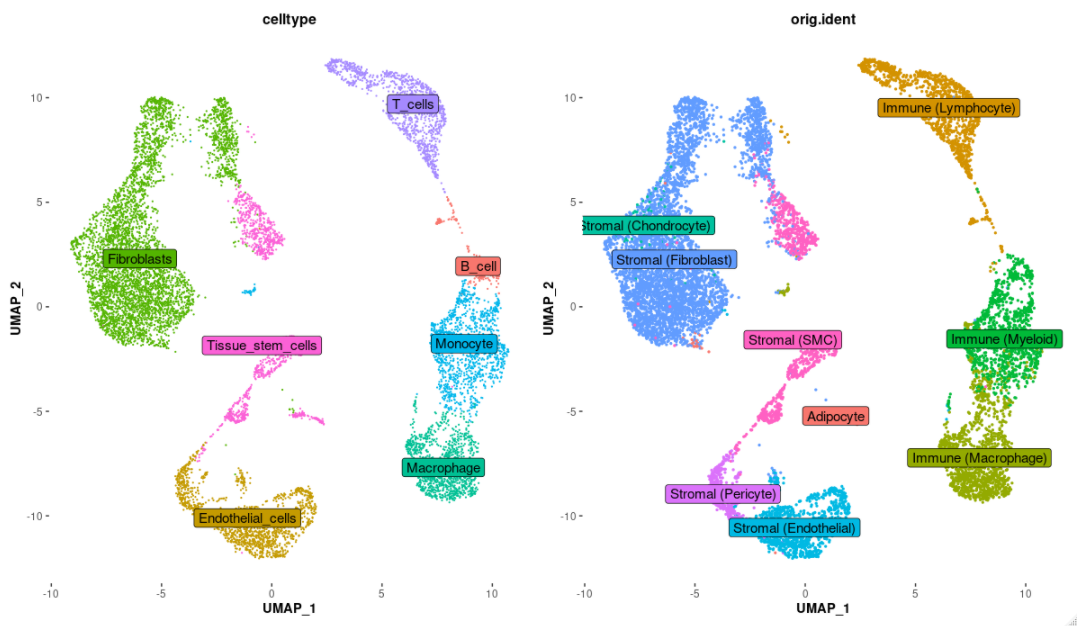 celltype
orig.ident
UMAP_2
10
5
0
-5
-10
T_cells
Fibroblasts
B_cell
Tissue_stem_cells
Monocyte
Macrophage
Endothelial_cells
-10
-5
0
5
10
UMAP_1
UMAP_2
10
5
0
-5
-10
Immune (Lymphocyte)
Stromal (Chondrocyte)
Stromal (Fibroblast)
Stromal (SMC)
Immune (Myeloid)
Adipocyte
Immune (Macrophage)
Stromal (Pericyte)
Stromal (Endothelial)
-10
-5
0
5
10
UMAP_1